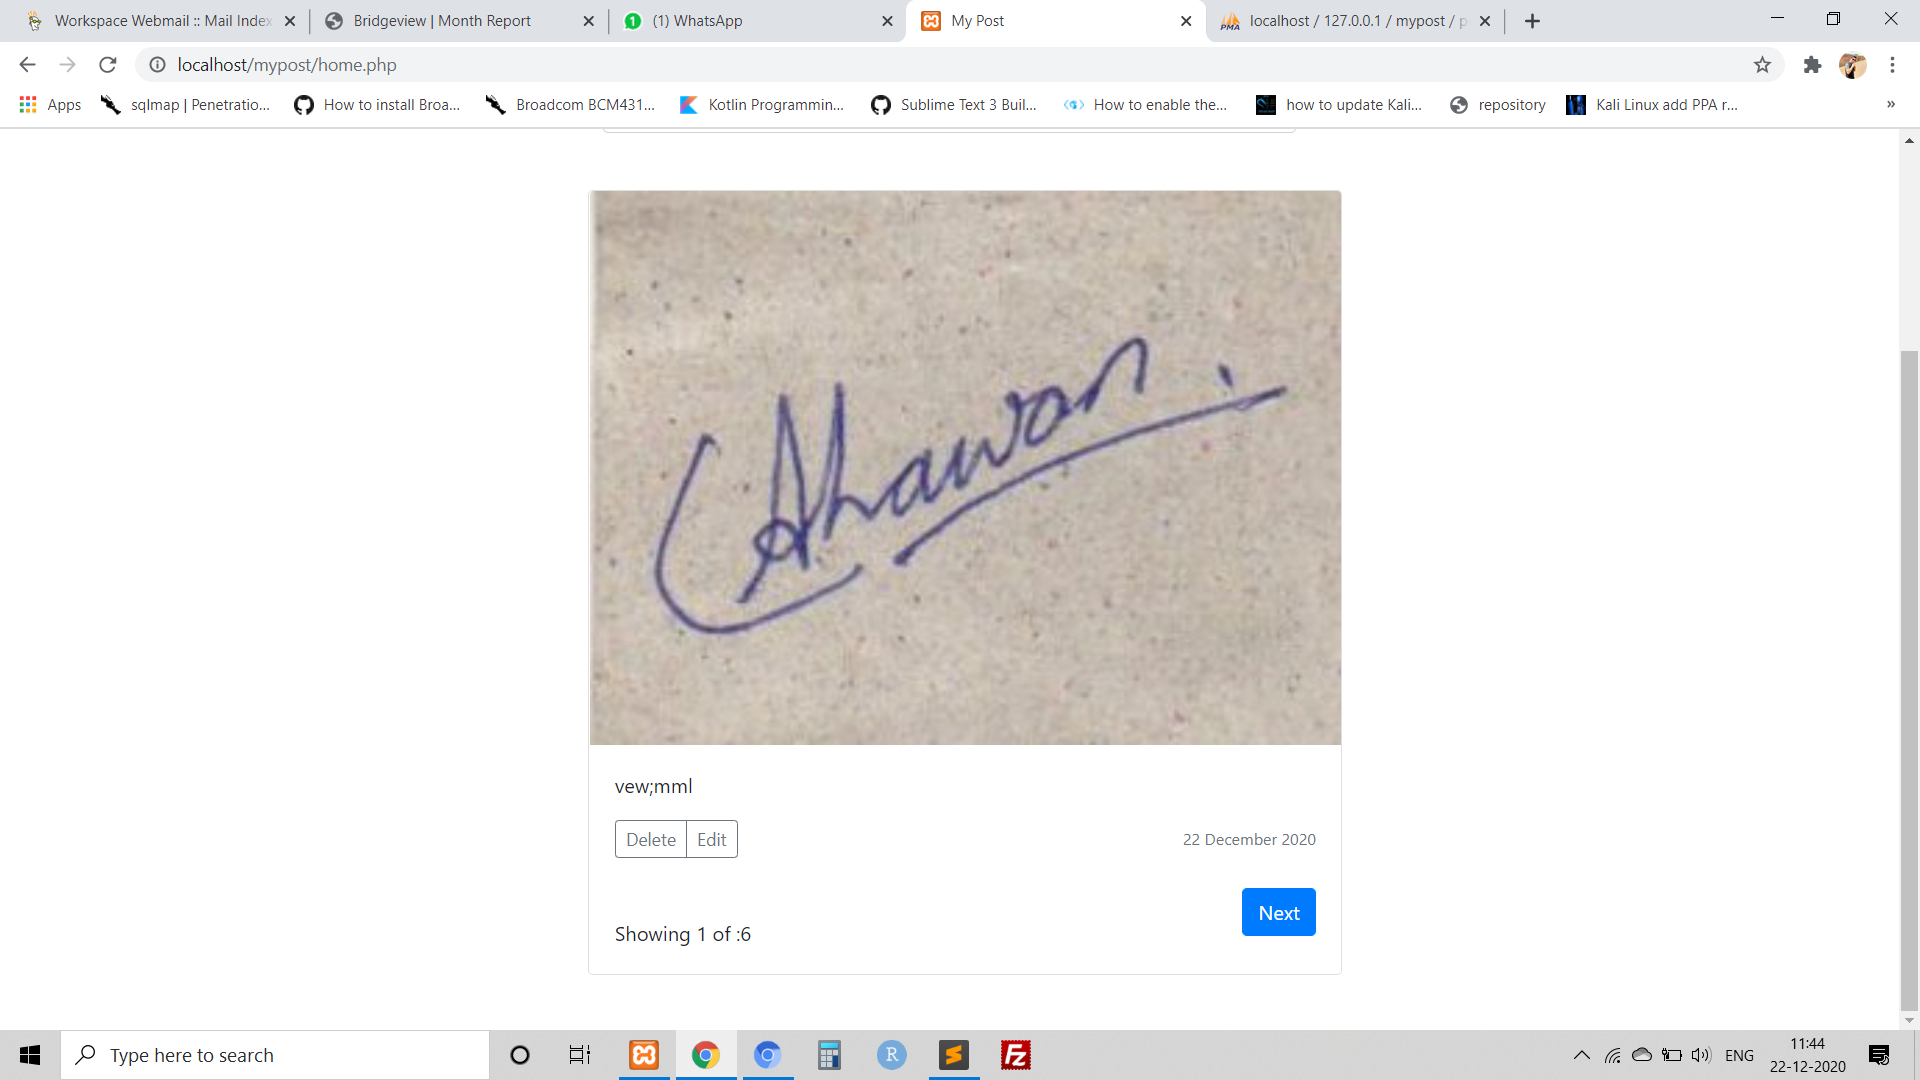 Workspace Webmail :: Mail Index
Bridgeview | Month Report
(1) WhatsApp
My Post
localhost / 127.0.0.1 / mypost / p
localhost/mypost/home.php
Apps
sqlmap | Penetratio...
How to install Broa...
Broadcom BCM431...
Kotlin Programmin...
Sublime Text 3 Buil...
How to enable the...
how to update Kali...
repository
Kali Linux add PPA r...
»
vew;mml
Delete Edit
22 December 2020
Next
Showing 1 of :6
Type here to search
ENG
11:44
22-12-2020